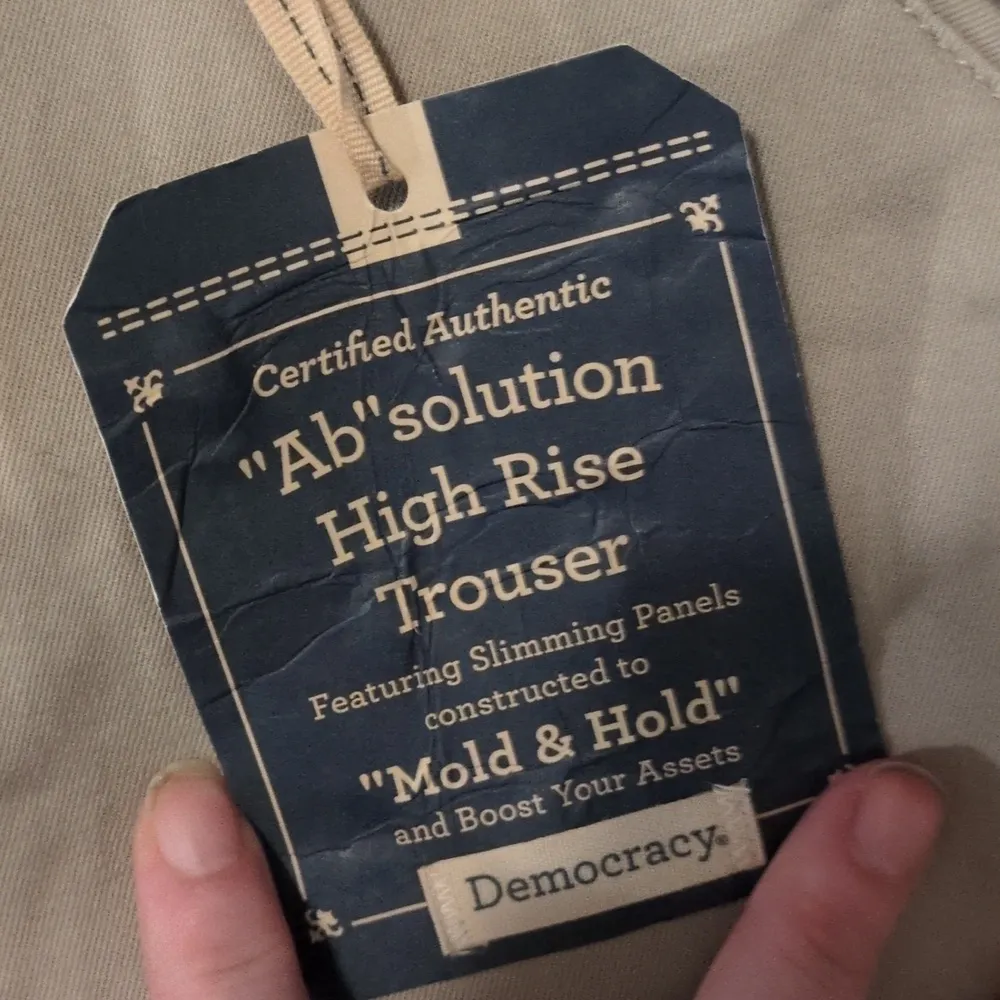 Certified Authentic
"Ab"solution
High Rise
Trouser
Featuring Slimming Panels
constructed to
"Mold & Hold"
and Boost Your Assets
Democracy®